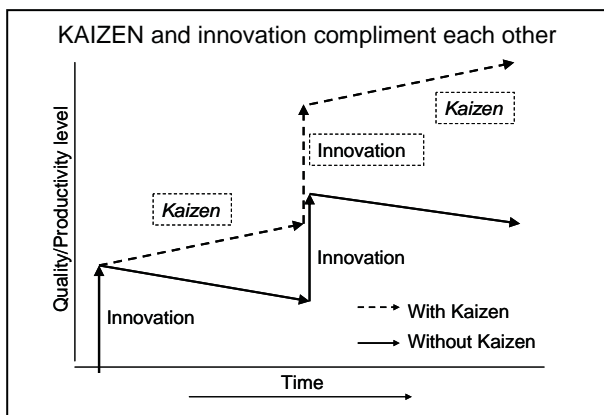 KAIZEN and innovation compliment each other
Quality/Productivity level
Kaizen
Innovation
Kaizen
Innovation
Innovation
With Kaizen
Without Kaizen
Time